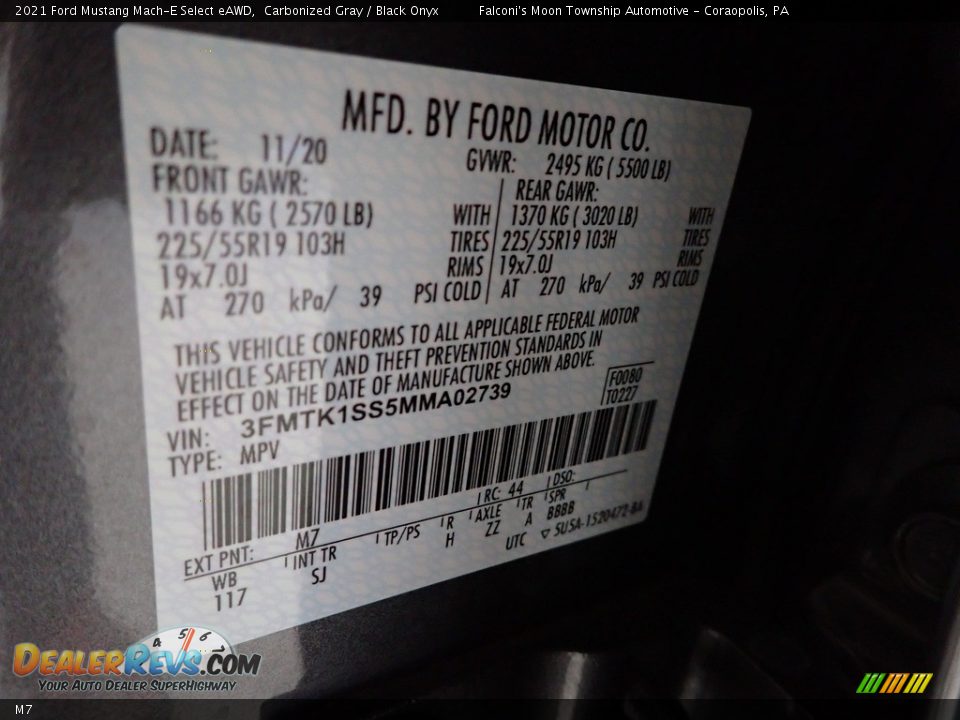 2021 Ford Mustang Mach-E Select eAWD, Carbonized Gray / Black Onyx Falconi's Moon Township Automotive - Coraopolis, PA
MFD. BY FORD MOTOR CO.
DATE: 11/20 GVWR: 2495 KG ( 5500 LB)
FRONT GAWR: REAR GAWR:
1166 KG ( 2570 LB) WITH 1370 KG ( 3020 LB) WITH
225/55R19 103H TIRES 225/55R19 103H TIRES
19x7.0J RIMS 19x7.0J RIMS
AT 270 kPa/ 39 PSI COLD AT 270 kPa/ 39 PSI COLD
THIS VEHICLE CONFORMS TO ALL APPLICABLE FEDERAL MOTOR
VEHICLE SAFETY AND THEFT PREVENTION STANDARDS IN
EFFECT ON THE DATE OF MANUFACTURE SHOWN ABOVE.
F0080
T0227
VIN: 3FMTK1SS5MMA02739
TYPE: MPV
EXT PNT: M7 RC: 44 DSO:
WB INT TR TP/PS R AXLE TR SPR
117 SJ H ZZ A BBBB
UTC ▽ 5U5A-1520472-BA
4 5 6
DealerRevs.com
Your Auto Dealer SuperHighway
M7